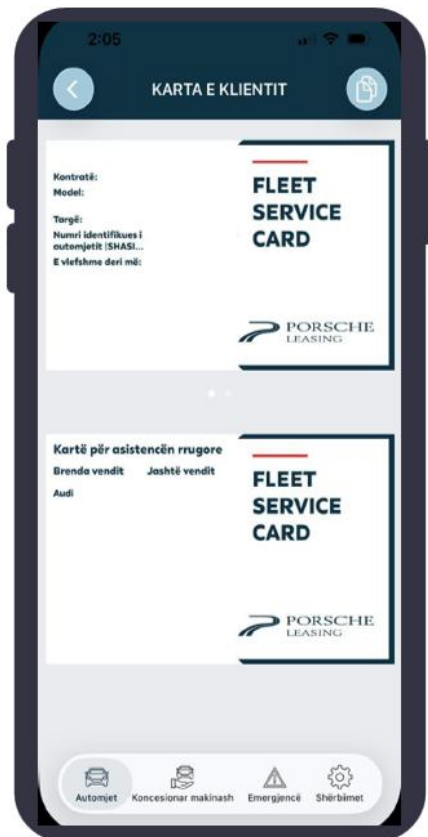 2:05
KARTA E KLIENTIT
Kontratë:
Model:
Targë:
Numri identifikues i
automjetit (SHASI...
E vlefshme deri më:
FLEET
SERVICE
CARD
PORSCHE
LEASING
Kartë për asistencën rrugore
Brenda vendit Jashtë vendit
Audi
FLEET
SERVICE
CARD
PORSCHE
LEASING
Automjet Koncesionar makinash Emergjencë Shërbimet